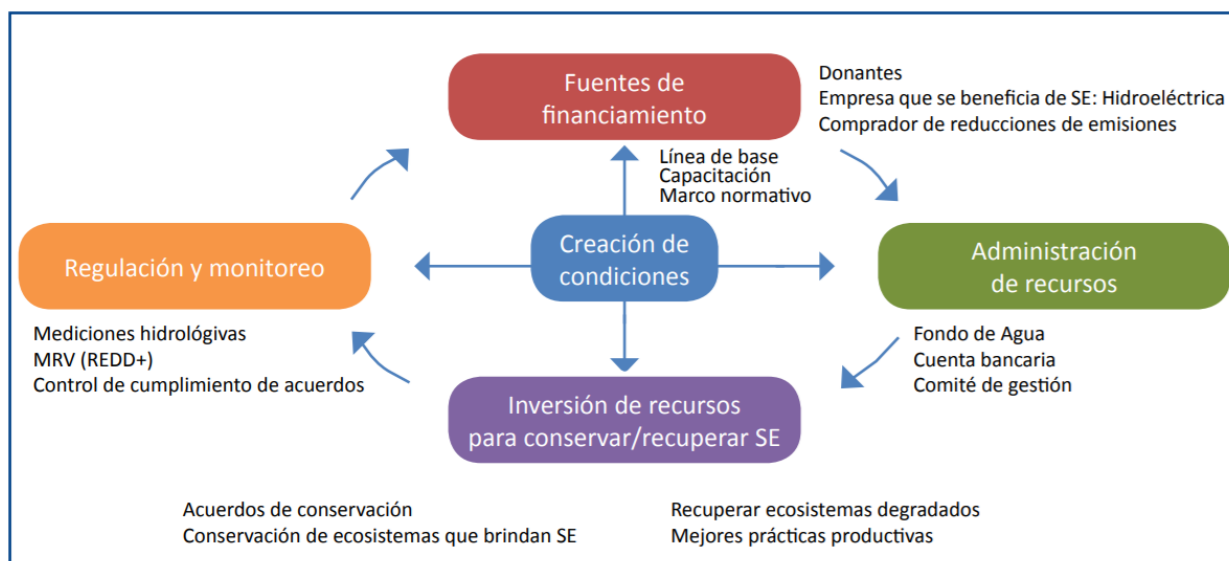 Fuentes de
financiamiento
Donantes
Empresa que se beneficia de SE: Hidroeléctrica
Comprador de reducciones de emisiones
Línea de base
Capacitación
Marco normativo
Regulación y monitoreo
Creación de
condiciones
Administración
de recursos
Mediciones hidrológivas
MRV (REDD+)
Control de cumplimiento de acuerdos
Fondo de Agua
Cuenta bancaria
Comité de gestión
Inversión de recursos
para conservar/recuperar SE
Acuerdos de conservación
Conservación de ecosistemas que brindan SE
Recuperar ecosistemas degradados
Mejores prácticas productivas